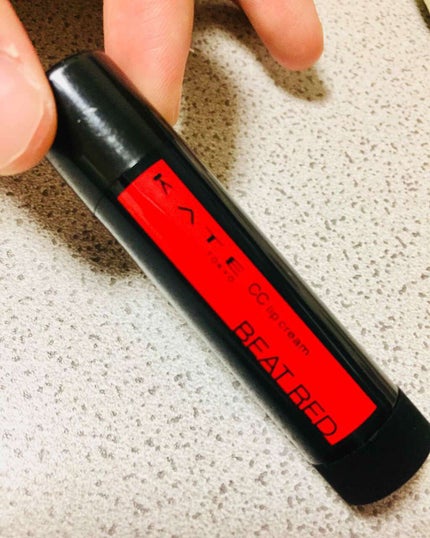 KATE
TOKYO
CC lip cream
BEAT RED